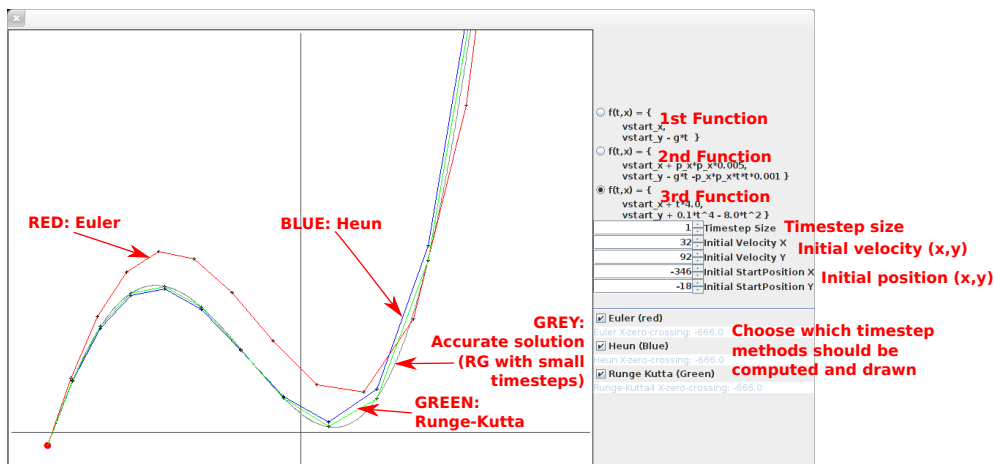 RED: Euler
BLUE: Heun
GREY:
Accurate solution
(RG with small
timesteps)
GREEN:
Runge-Kutta
f(t,x) = {
1st Function
vstart_x,
vstart_y - g*t }
f(t,x) = {
2nd Function
vstart_x + p_x*p_x*0.005,
vstart_y - g*t -p_x*p_x*t*t*0.001 }
f(t,x) = {
3rd Function
vstart_x + t*4.0,
vstart_y + 0.1*t^4 - 8.0*t^2 }
1 Timestep Size Timestep size
32 Initial Velocity X
Initial velocity (x,y)
92 Initial Velocity Y
-346 Initial StartPosition X
Initial position (x,y)
-18 Initial StartPosition Y
Euler (red)
Euler X-zero-crossing: -666.0
Heun (Blue)
Heun X-zero-crossing: -666.0
Runge Kutta (Green)
Runge-Kutta4 X-zero-crossing: -666.0
Choose which timestep
methods should be
computed and drawn